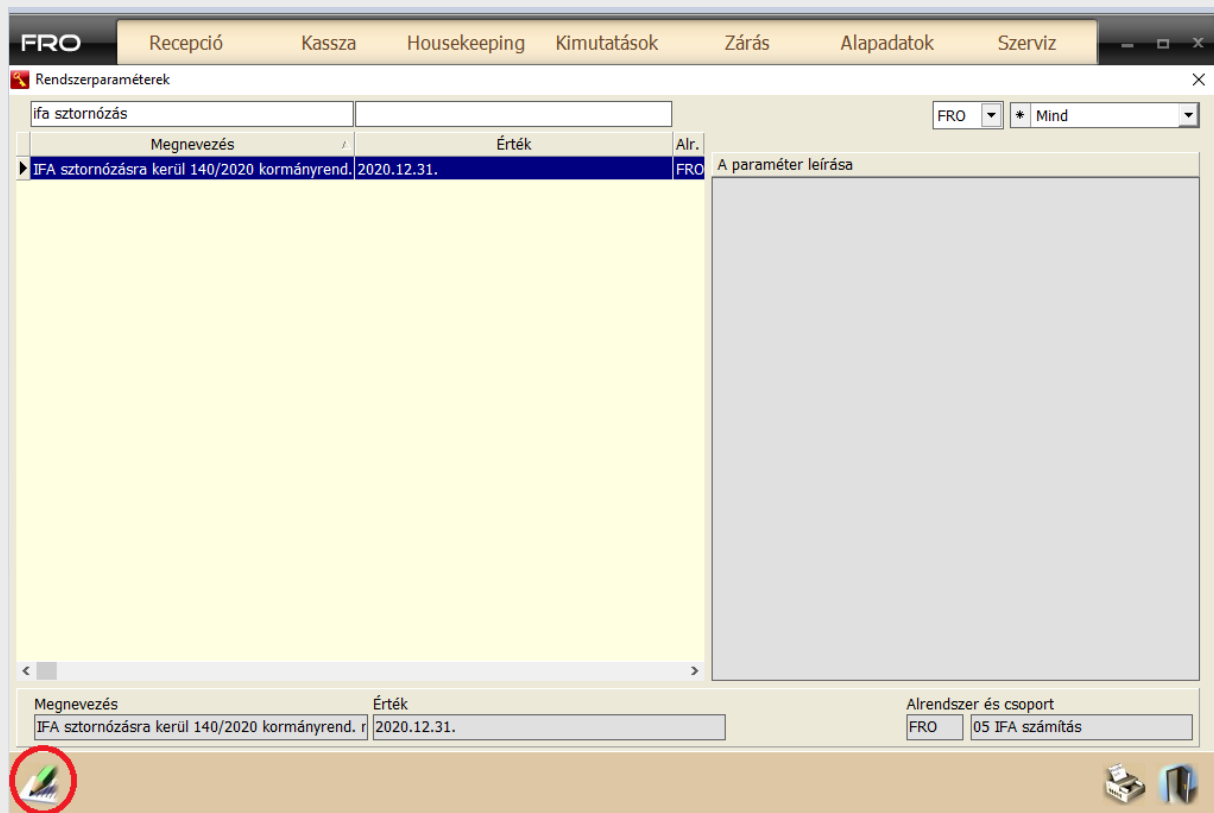 FRO Recepció Kassza Housekeeping Kimutatások Zárás Alapadatok Szerviz
Rendszerparaméterek
ifa sztornózás FRO * Mind
Megnevezés Érték Alr.
IFA sztornózásra kerül 140/2020 kormányrend. 2020.12.31. FRO
A paraméter leírása
Megnevezés Érték Alrendszer és csoport
IFA sztornózásra kerül 140/2020 kormányrend. r 2020.12.31. FRO 05 IFA számítás